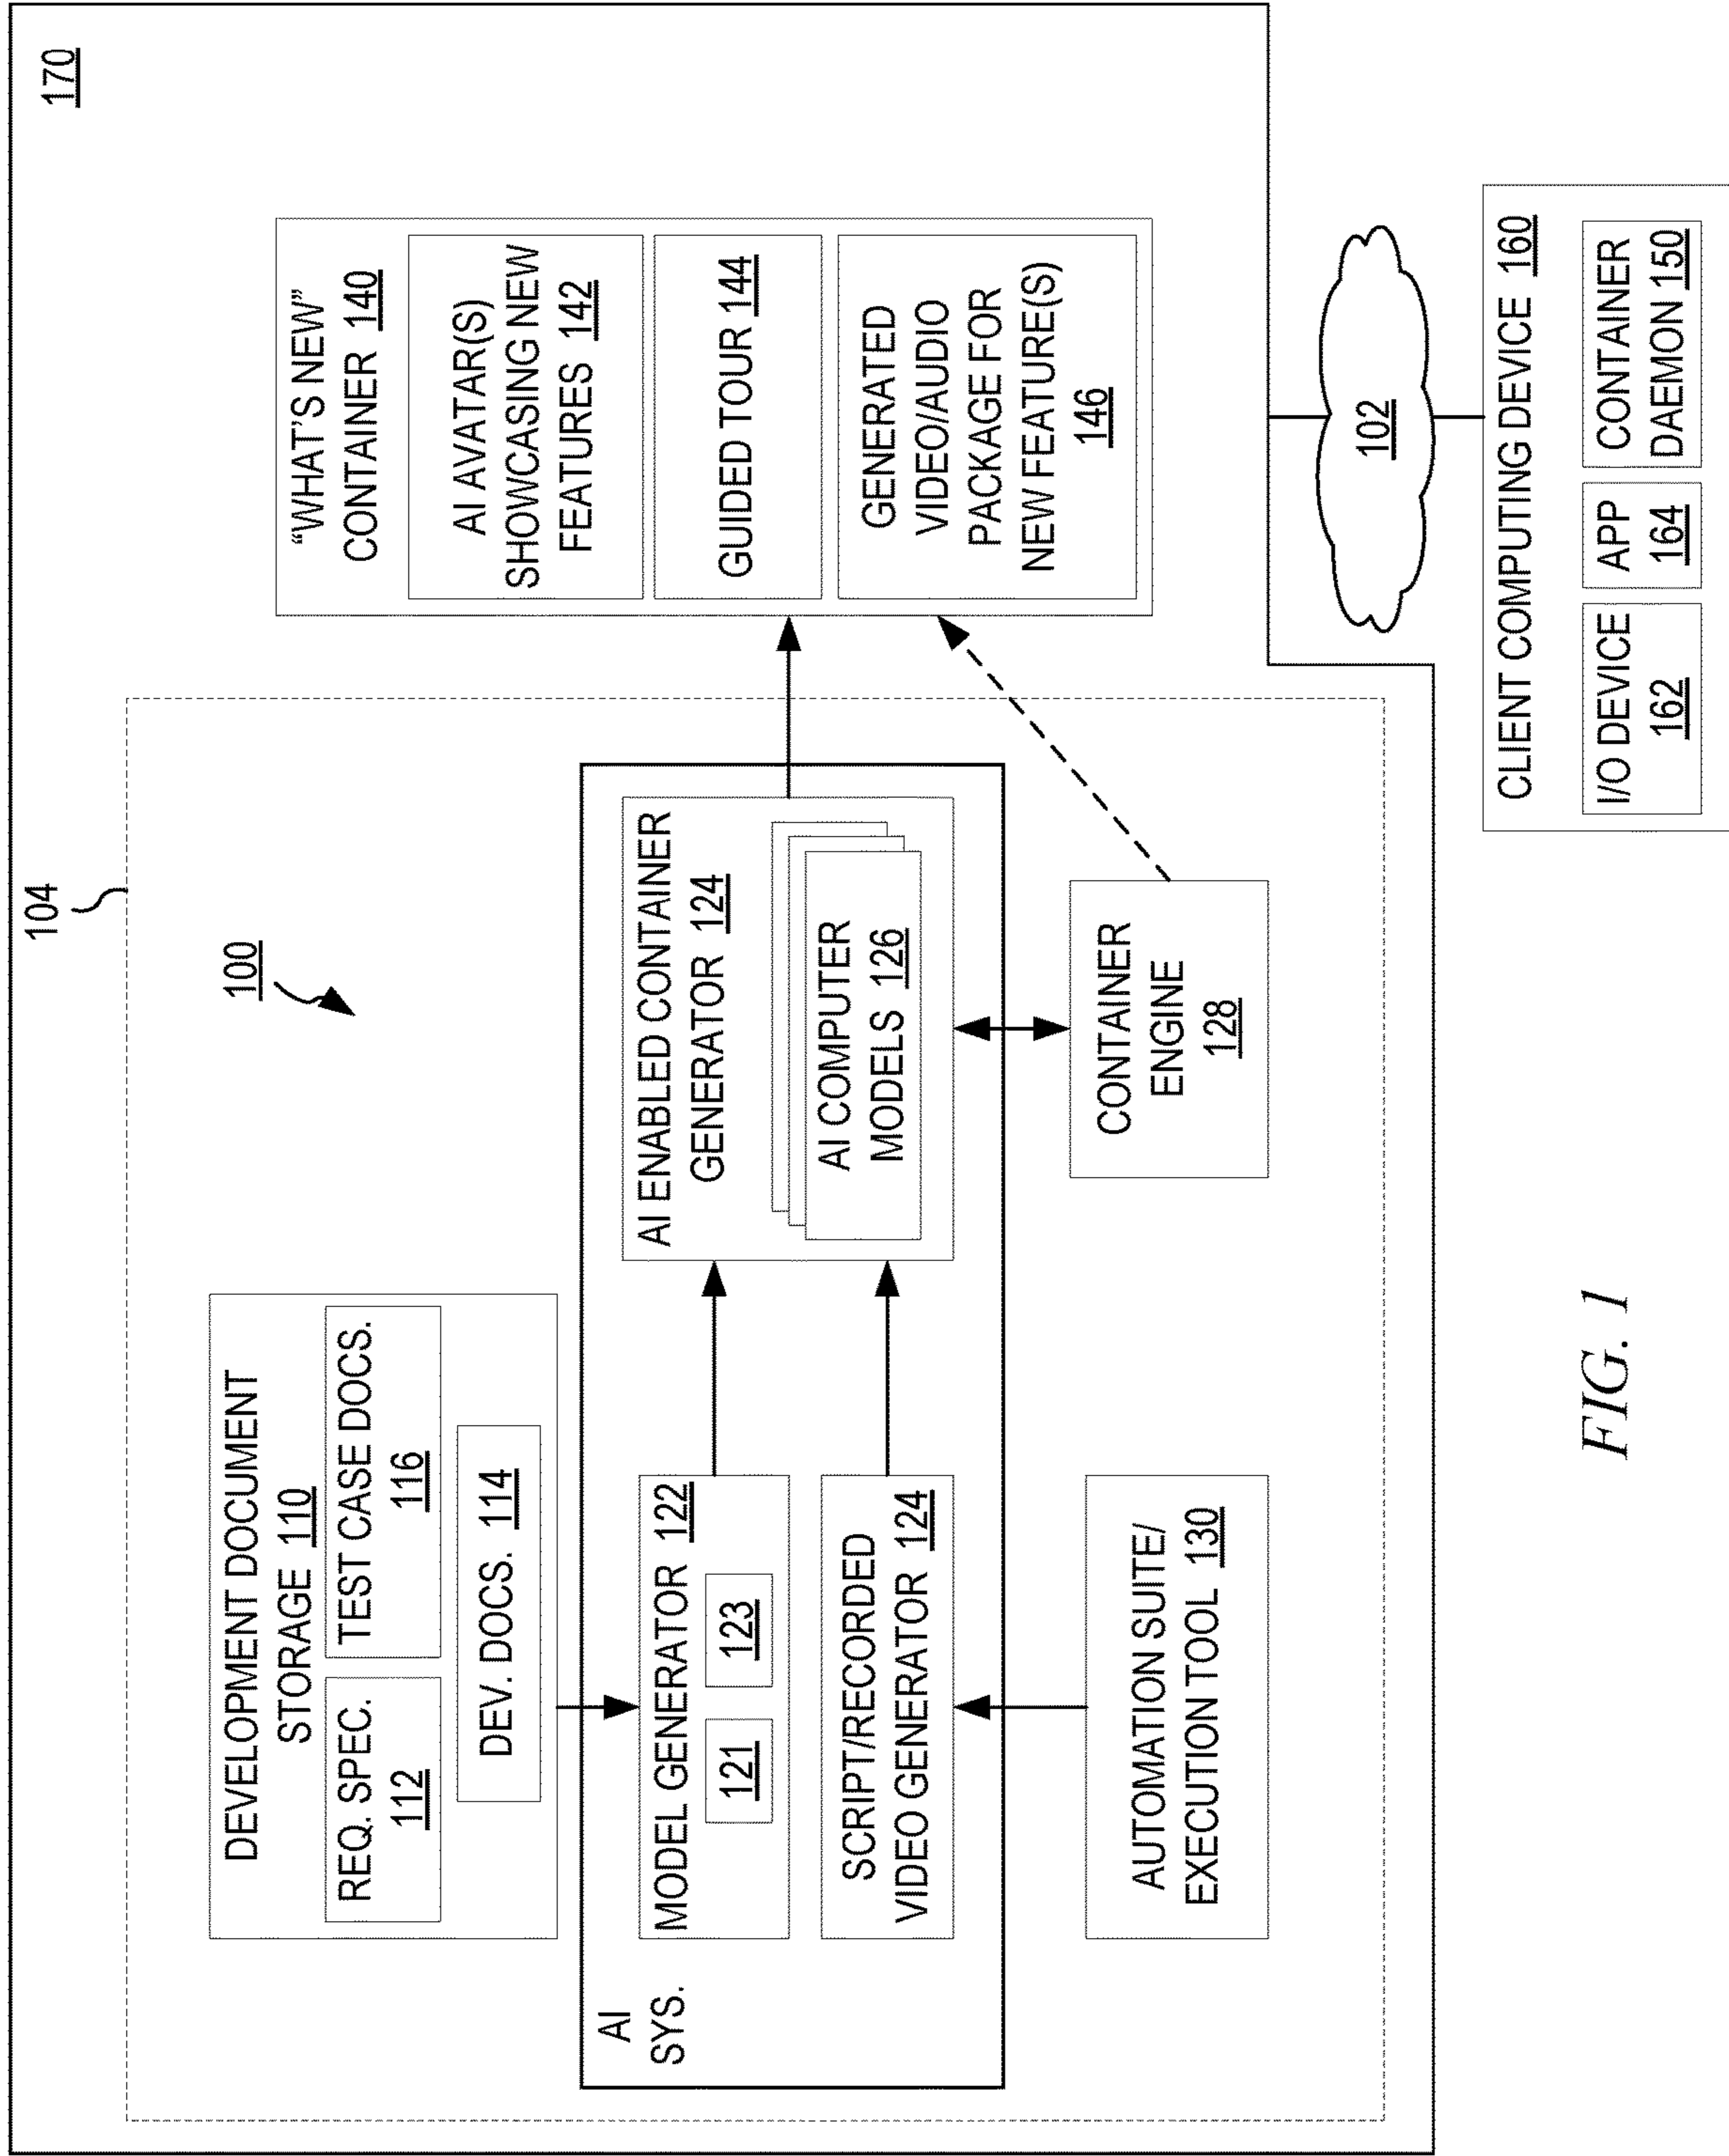 170
104
100
DEVELOPMENT DOCUMENT
STORAGE 110
REQ. SPEC.
112
TEST CASE DOCS.
116
DEV. DOCS. 114
AI
SYS.
MODEL GENERATOR 122
121
123
SCRIPT/RECORDED
VIDEO GENERATOR 124
AI ENABLED CONTAINER
GENERATOR 124
AI COMPUTER
MODELS 126
AUTOMATION SUITE/
EXECUTION TOOL 130
CONTAINER
ENGINE
128
“WHAT’S NEW”
CONTAINER 140
AI AVATAR(S)
SHOWCASING NEW
FEATURES 142
GUIDED TOUR 144
GENERATED
VIDEO/AUDIO
PACKAGE FOR
NEW FEATURE(S)
146
102
CLIENT COMPUTING DEVICE 160
I/O DEVICE
162
APP
164
CONTAINER
DAEMON 150
FIG. 1